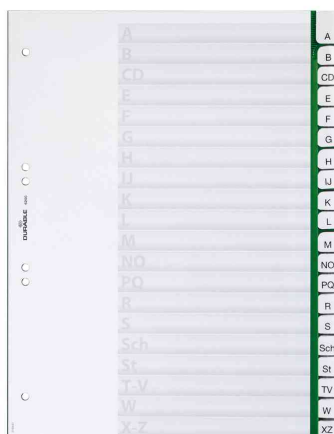 A
B
CD
E
F
G
H
IJ
K
L
M
NO
PQ
R
S
Sch
St
T-V
W
X-Z
A
B
CD
E
F
G
H
IJ
K
L
M
NO
PQ
R
S
Sch
St
TV
W
XZ
DURABLE